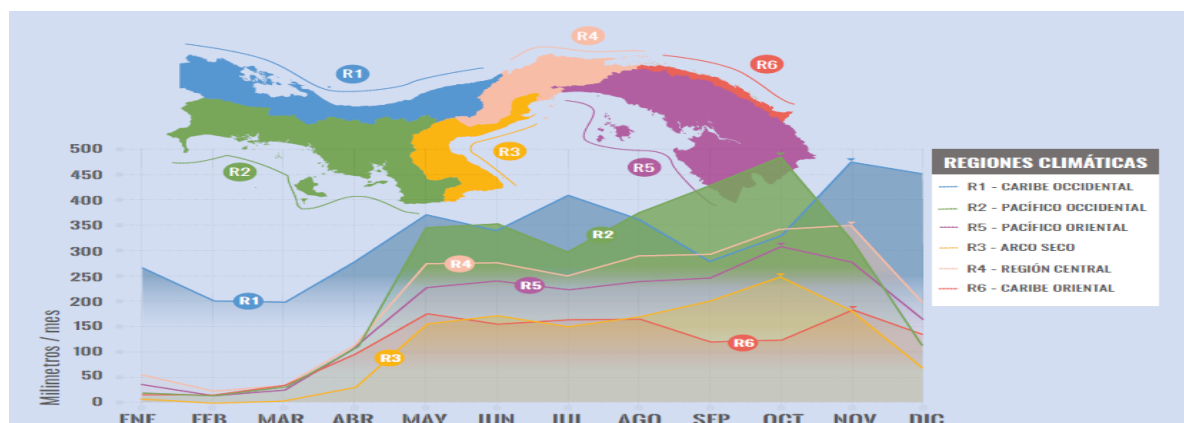 R4
R6
R1
R3
R5
R2
500
450
400
350
300
250
200
150
100
50
0
Milímetros / mes
REGIONES CLIMÁTICAS
R1 - CARIBE OCCIDENTAL
R2 - PACÍFICO OCCIDENTAL
R5 - PACÍFICO ORIENTAL
R3 - ARCO SECO
R4 - REGIÓN CENTRAL
R6 - CARIBE ORIENTAL
R2
R4
R5
R1
R6
R3
ENE FEB MAR ABR MAY JUN JUL AGO SEP OCT NOV DIC